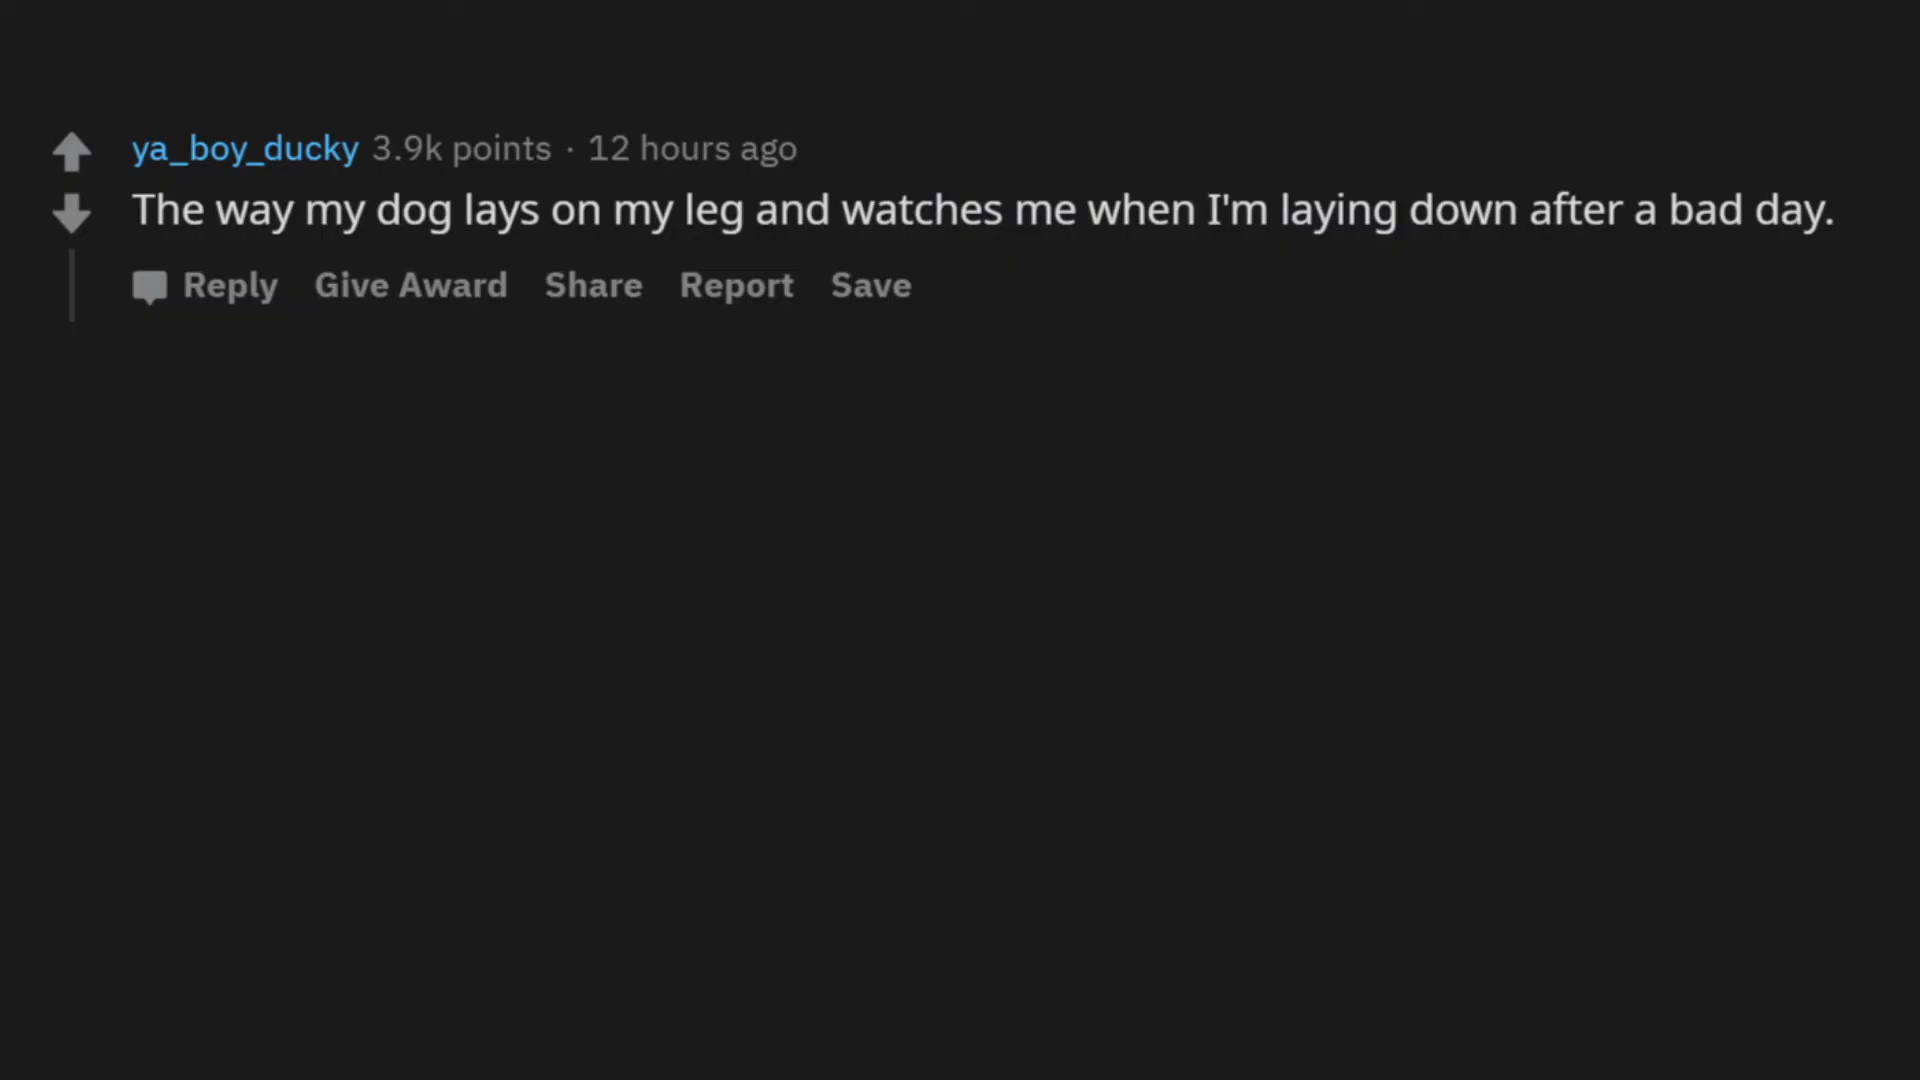 ya_boy_ducky 3.9k points · 12 hours ago
The way my dog lays on my leg and watches me when I'm laying down after a bad day.
Reply Give Award Share Report Save